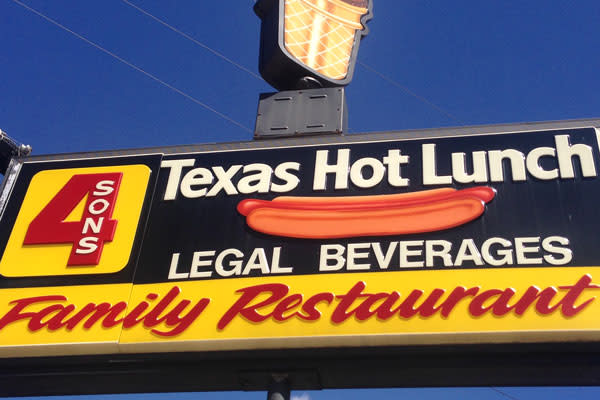 4 SONS
Texas Hot Lunch
LEGAL BEVERAGES
Family Restaurant